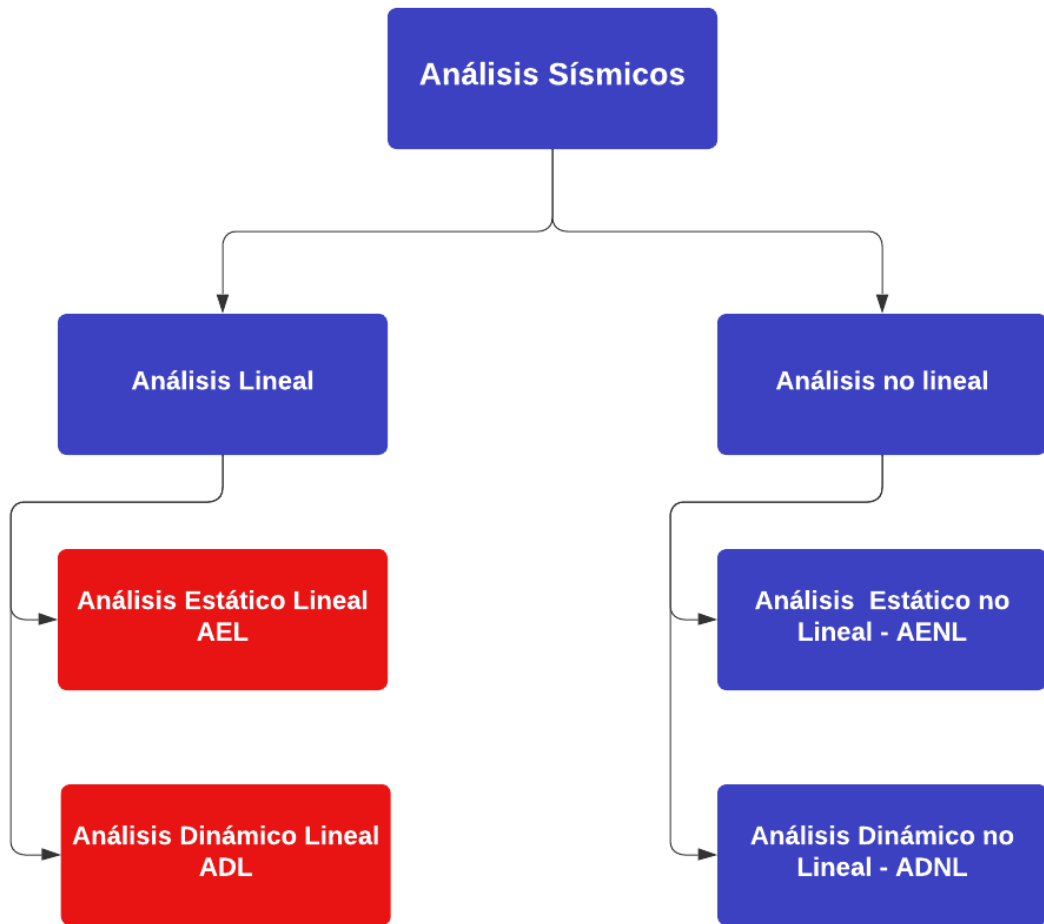 Análisis Sísmicos
Análisis Lineal
Análisis no lineal
Análisis Estático Lineal
AEL
Análisis  Estático no
Lineal - AENL
Análisis Dinámico Lineal
ADL
Análisis Dinámico no
Lineal - ADNL